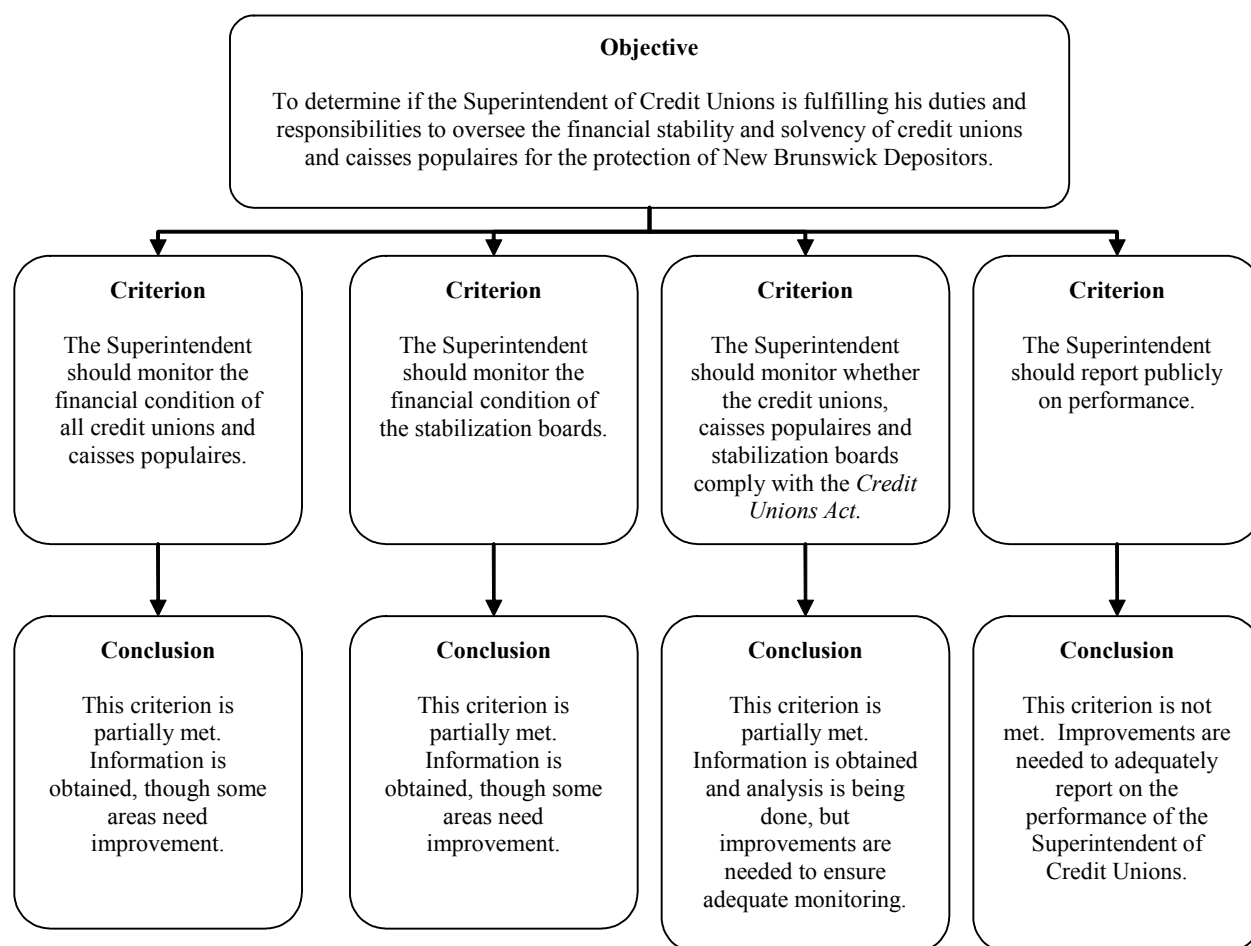 Objective
To determine if the Superintendent of Credit Unions is fulfilling his duties and
responsibilities to oversee the financial stability and solvency of credit unions
and caisses populaires for the protection of New Brunswick Depositors.
Criterion
The Superintendent
should monitor the
financial condition of
all credit unions and
caisses populaires.
Criterion
The Superintendent
should monitor the
financial condition of
the stabilization boards.
Criterion
The Superintendent
should monitor whether
the credit unions,
caisses populaires and
stabilization boards
comply with the Credit
Unions Act.
Criterion
The Superintendent
should report publicly
on performance.
Conclusion
This criterion is
partially met.
Information is
obtained, though some
areas need
improvement.
Conclusion
This criterion is
partially met.
Information is
obtained, though some
areas need
improvement.
Conclusion
This criterion is
partially met.
Information is obtained
and analysis is being
done, but
improvements are
needed to ensure
adequate monitoring.
Conclusion
This criterion is not
met.  Improvements are
needed to adequately
report on the
performance of the
Superintendent of
Credit Unions.